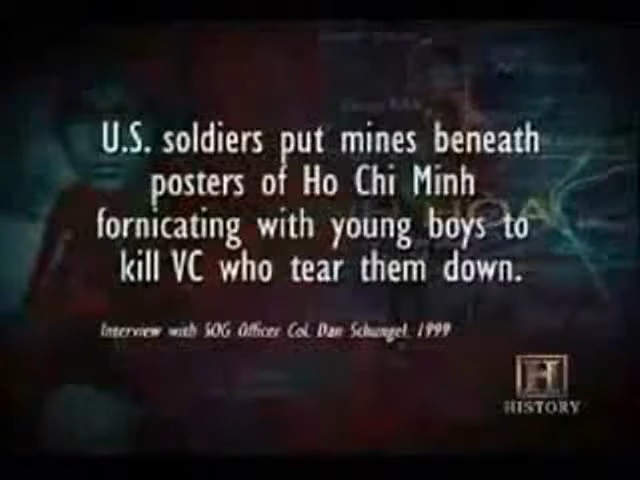 U.S. soldiers put mines beneath
posters of Ho Chi Minh
fornicating with young boys to
kill VC who tear them down.
Interview with SOG Officer Col. Dan Schungel, 1999
H
HISTORY